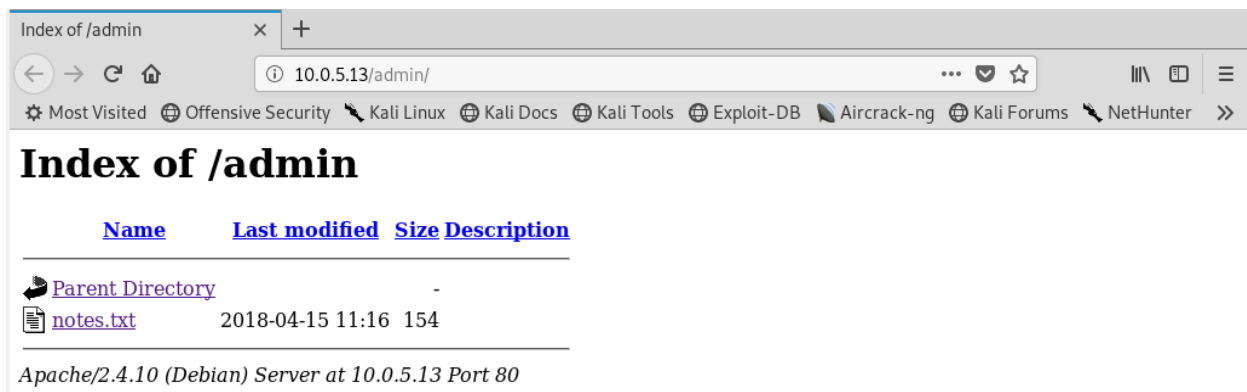 Index of /admin
10.0.5.13/admin/
Most Visited Offensive Security Kali Linux Kali Docs Kali Tools Exploit-DB Aircrack-ng Kali Forums NetHunter
Index of /admin
Name Last modified Size Description
Parent Directory -
notes.txt 2018-04-15 11:16 154
Apache/2.4.10 (Debian) Server at 10.0.5.13 Port 80